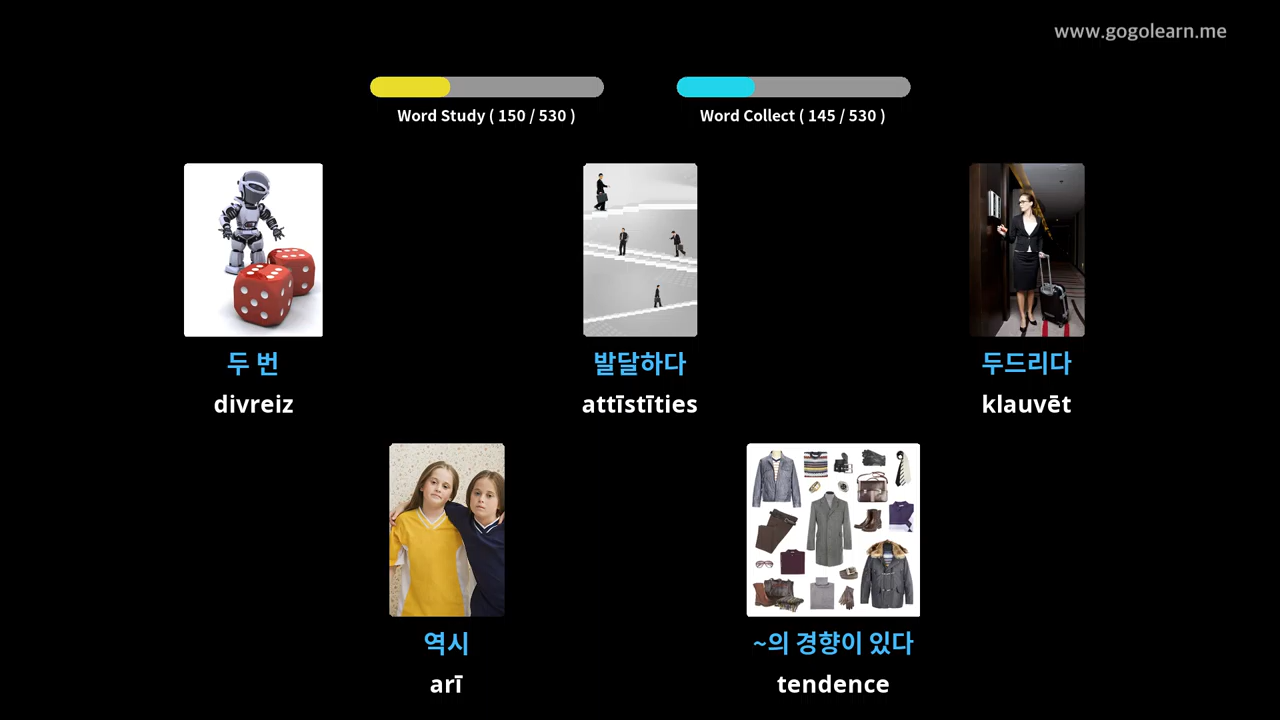 www.gogolearn.me
Word Study ( 150 / 530 )
Word Collect ( 145 / 530 )
두 번
divreiz
발달하다
attīstīties
두드리다
klauvēt
역시
arī
~의 경향이 있다
tendence